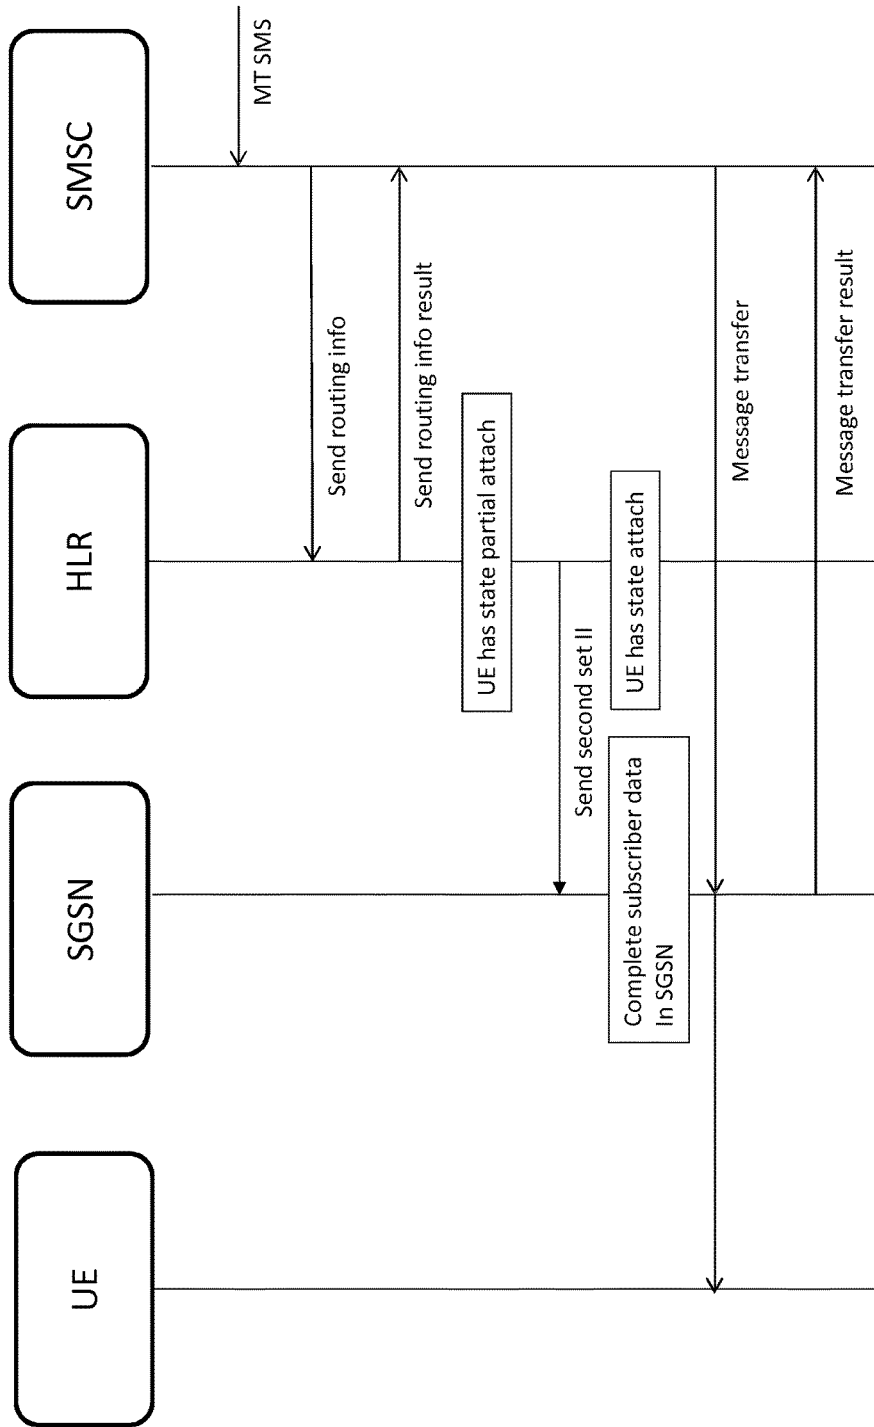 UE
SGSN
HLR
SMSC
MT SMS
Send routing info
Send routing info result
UE has state partial attach
Send second set II
Complete subscriber data
In SGSN
UE has state attach
Message transfer
Message transfer result